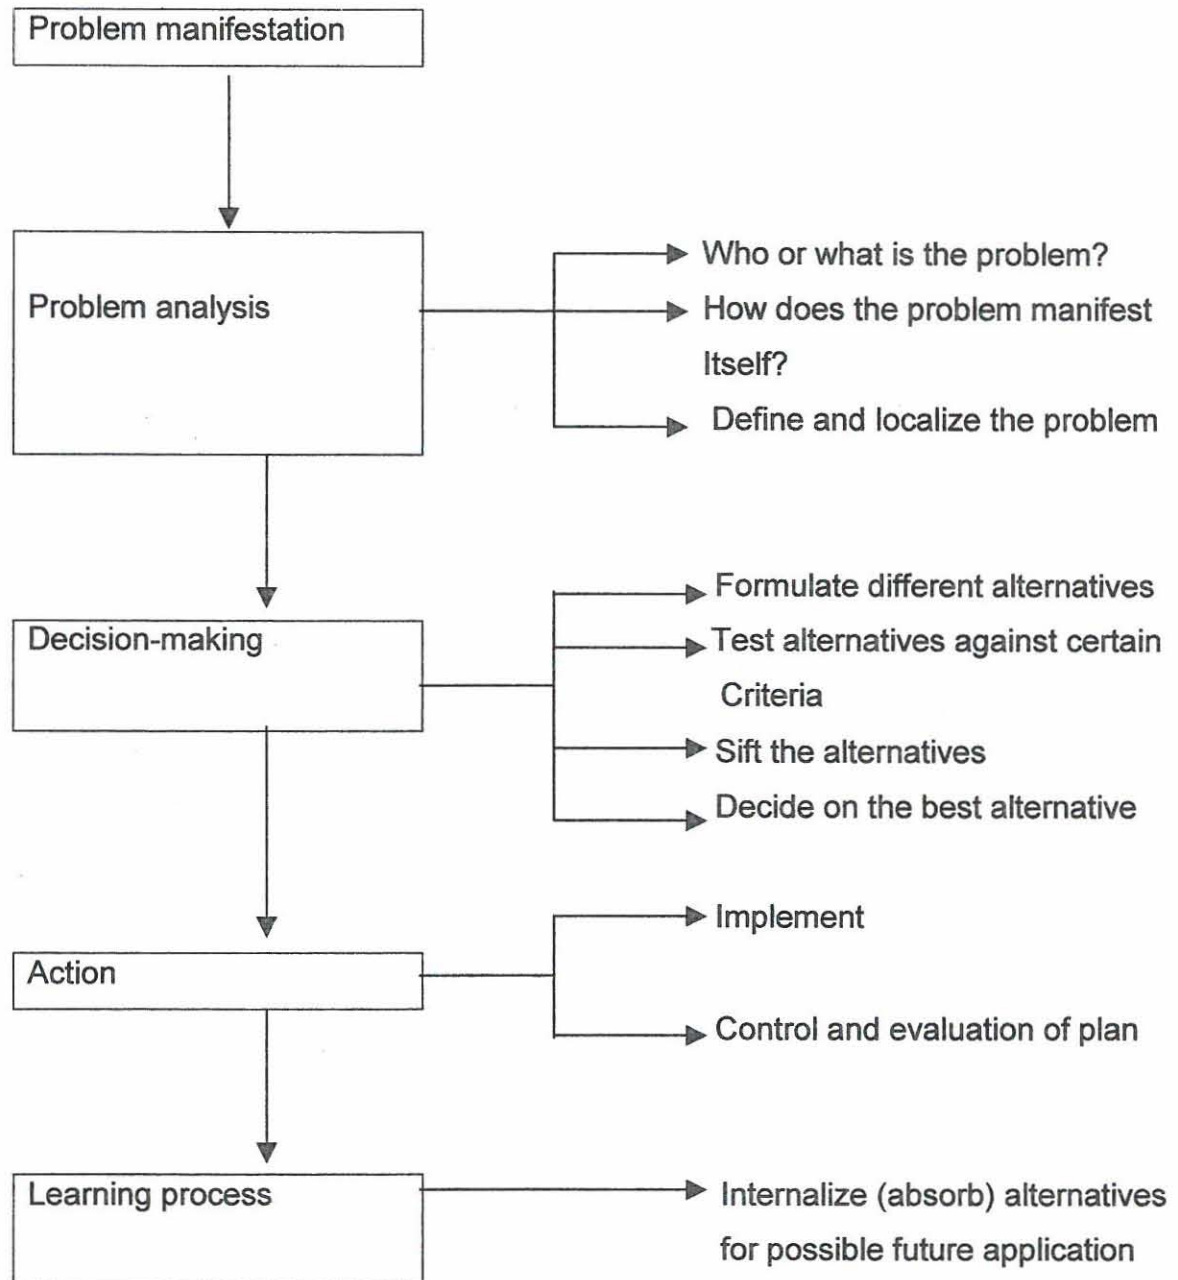 Problem manifestation
Problem analysis
Who or what is the problem?
How does the problem manifest
Itself?
Define and localize the problem
Decision-making
Formulate different alternatives
Test alternatives against certain
Criteria
Sift the alternatives
Decide on the best alternative
Action
Implement
Control and evaluation of plan
Learning process
Internalize (absorb) alternatives
for possible future application